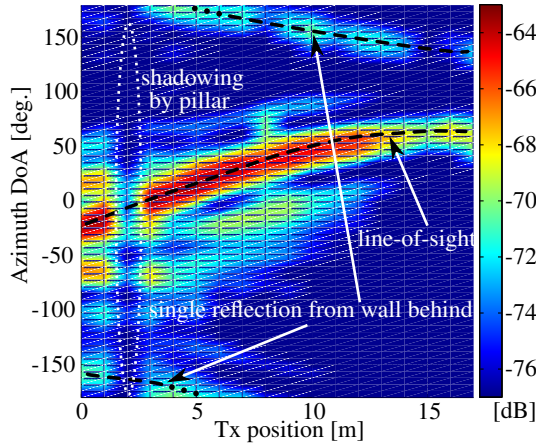 150
100
50
0
-50
-100
-150
Azimuth DoA [deg.]
shadowing
by pillar
line-of-sight
single reflection from wall behind
0
5
10
15
Tx position [m]
-64
-66
-68
-70
-72
-74
-76
[dB]